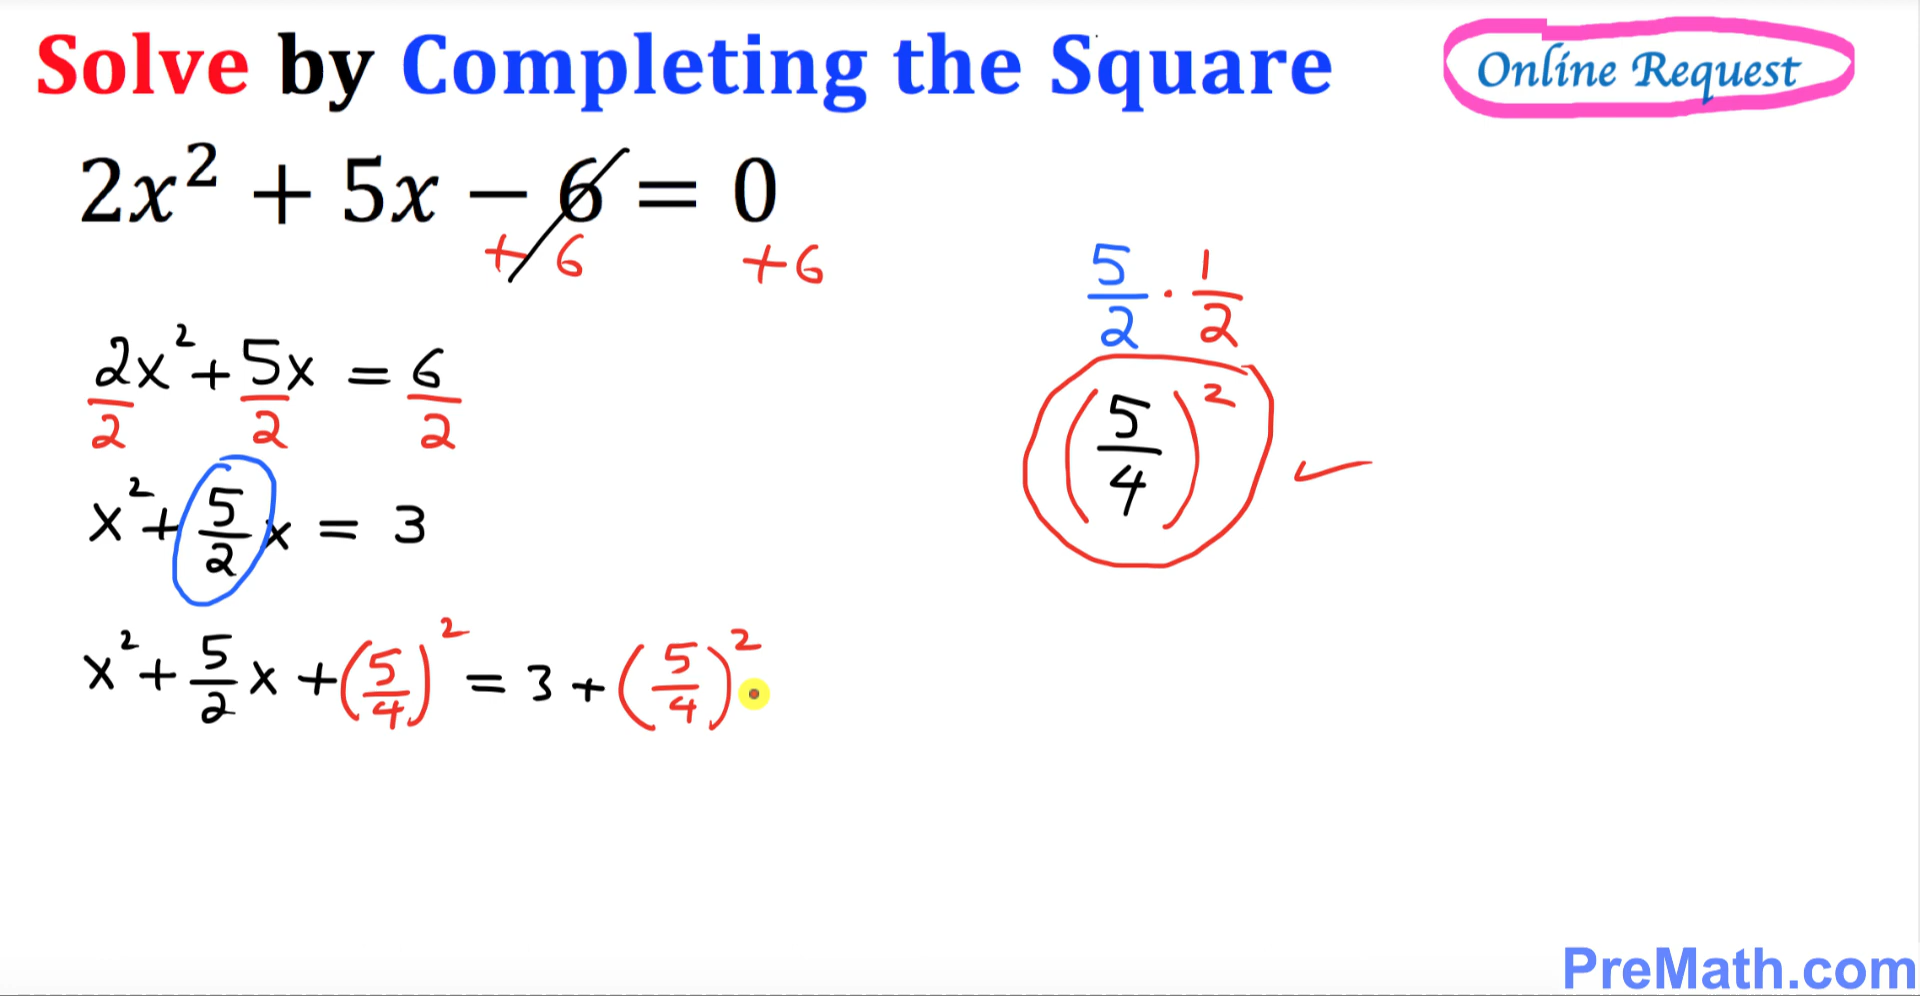 Solve by Completing the Square
Online Request
2x² + 5x − 6 = 0
+ 6 +6
5/2 · 1/2
2x²/2 + 5x/2 = 6/2
(5/4)²
x² + 5/2 x = 3
x² + 5/2 x + (5/4)² = 3 + (5/4)²
PreMath.com